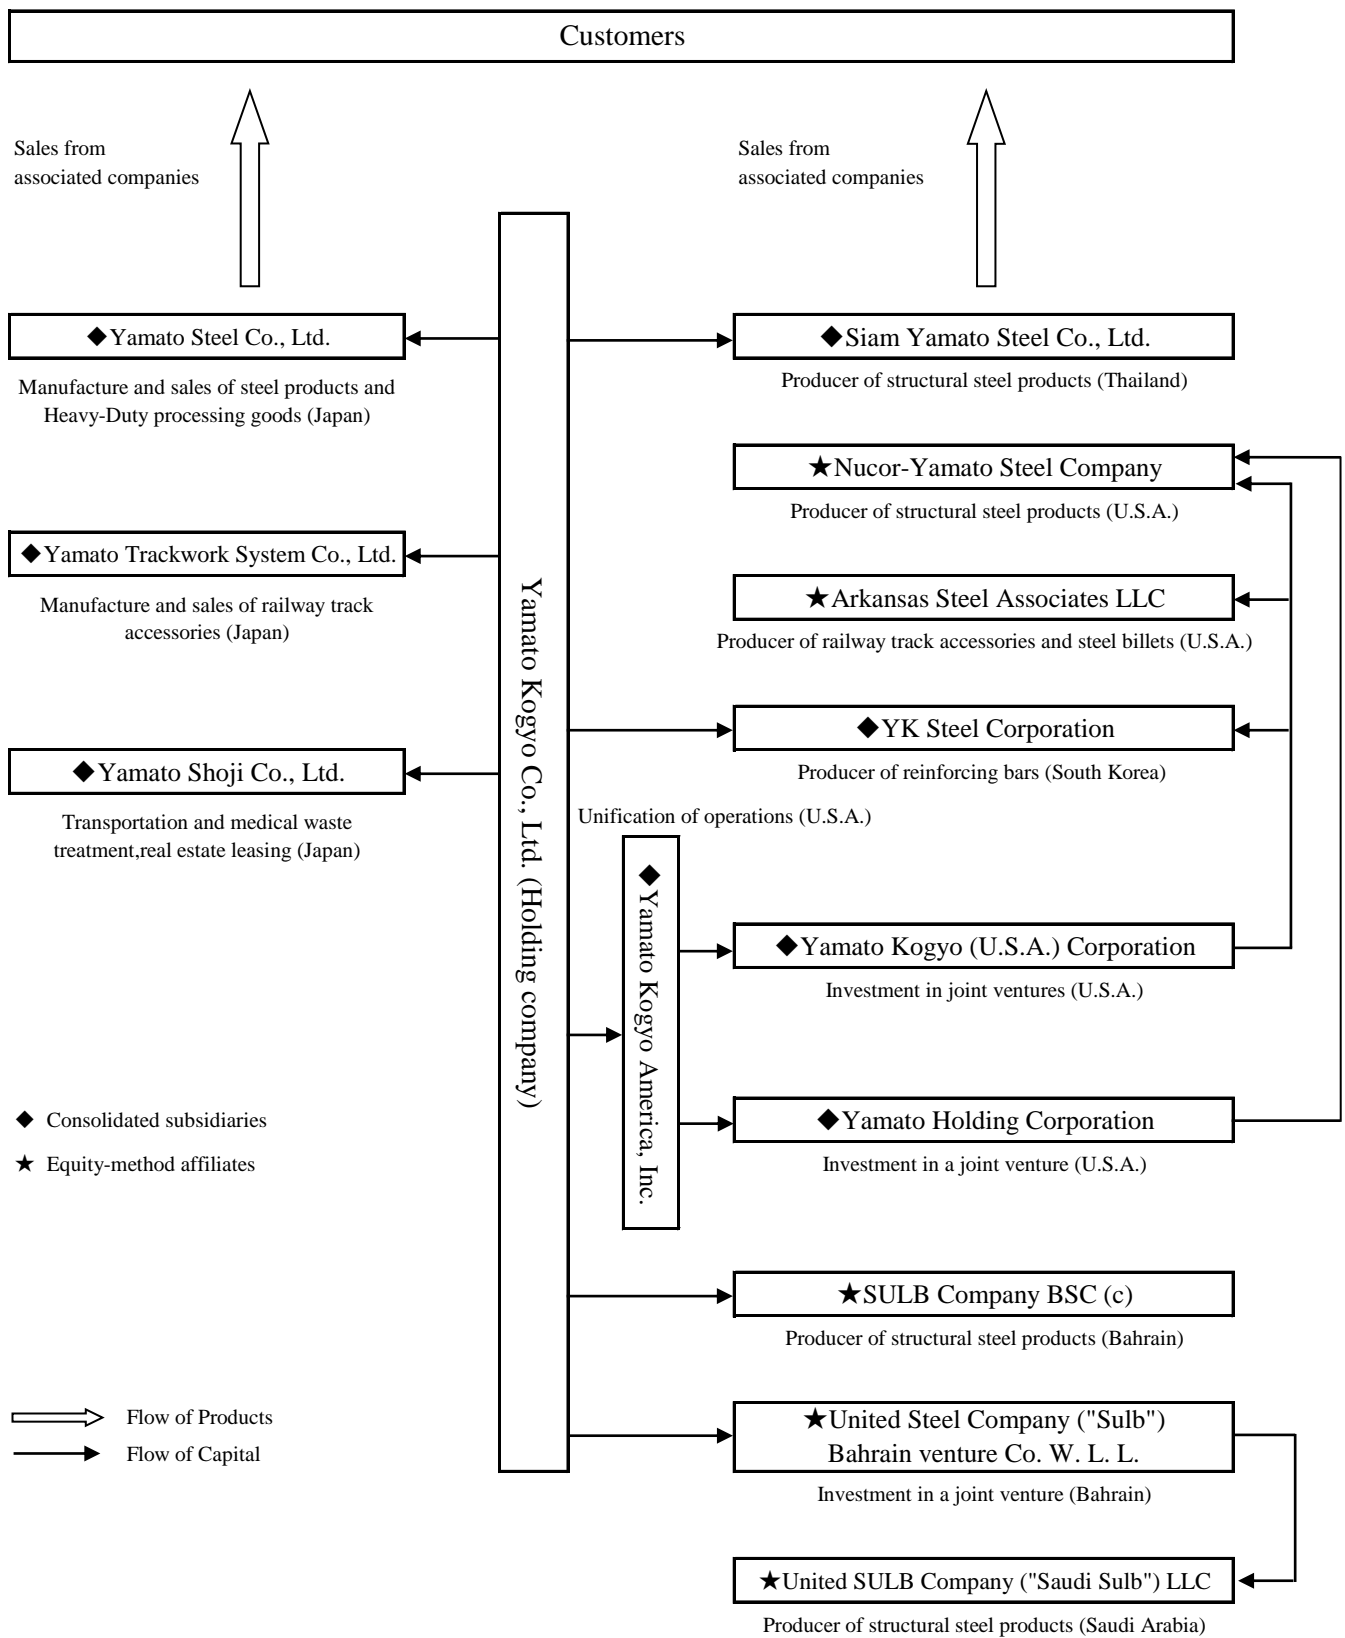 Customers
Sales from
associated companies
Sales from
associated companies
◆Yamato Steel Co., Ltd.
Manufacture and sales of steel products and
Heavy-Duty processing goods (Japan)
◆Yamato Trackwork System Co., Ltd.
Manufacture and sales of railway track
accessories (Japan)
◆Yamato Shoji Co., Ltd.
Transportation and medical waste
treatment,real estate leasing (Japan)
◆ Consolidated subsidiaries
★ Equity-method affiliates
Flow of Products
Flow of Capital
Yamato Kogyo Co., Ltd. (Holding company)
◆Siam Yamato Steel Co., Ltd.
Producer of structural steel products (Thailand)
★Nucor-Yamato Steel Company
Producer of structural steel products (U.S.A.)
★Arkansas Steel Associates LLC
Producer of railway track accessories and steel billets (U.S.A.)
◆YK Steel Corporation
Producer of reinforcing bars (South Korea)
Unification of operations (U.S.A.)
◆Yamato Kogyo America, Inc.
◆Yamato Kogyo (U.S.A.) Corporation
Investment in joint ventures (U.S.A.)
◆Yamato Holding Corporation
Investment in a joint venture (U.S.A.)
★SULB Company BSC (c)
Producer of structural steel products (Bahrain)
★United Steel Company ("Sulb")
Bahrain venture Co. W. L. L.
Investment in a joint venture (Bahrain)
★United SULB Company ("Saudi Sulb") LLC
Producer of structural steel products (Saudi Arabia)